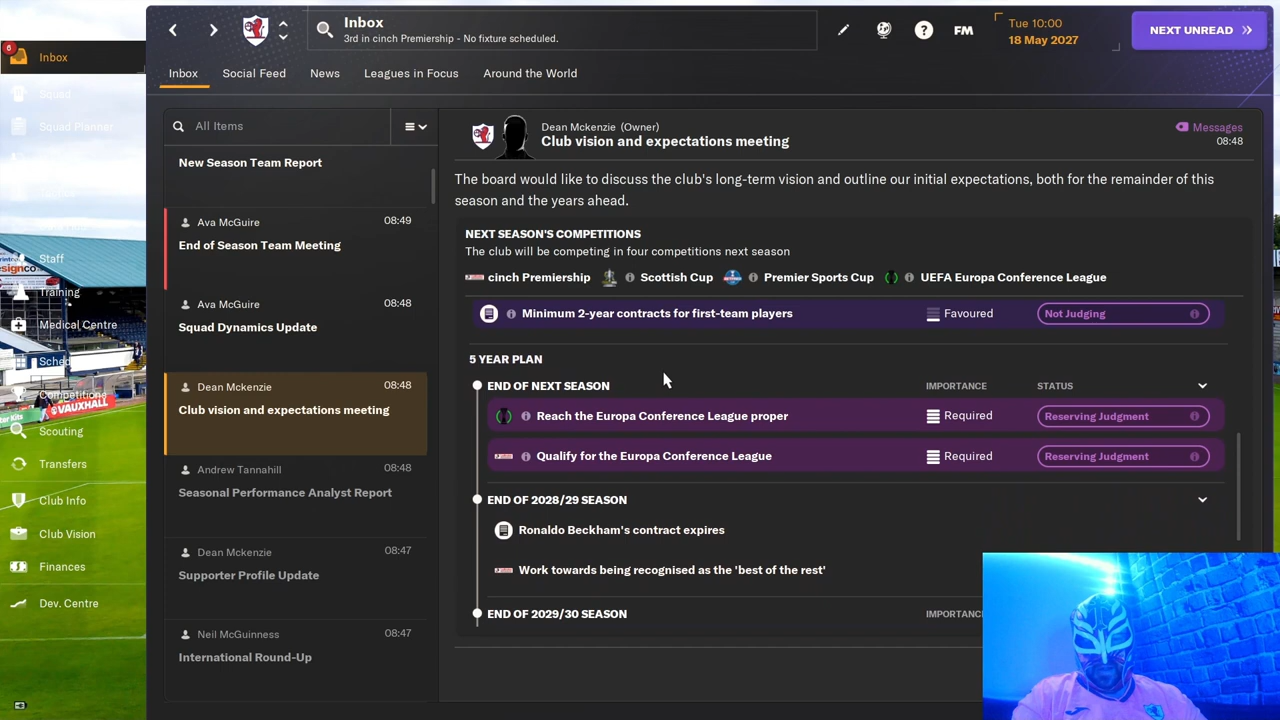 Inbox
3rd in cinch Premiership - No fixture scheduled.
FM
Tue 10:00
18 May 2027
NEXT UNREAD
Inbox
Social Feed
News
Leagues in Focus
Around the World
6
Inbox
Squad
Squad Planner
Staff
Training
Medical Centre
Sched
Competitions
Scouting
Transfers
Club Info
Club Vision
Finances
Dev. Centre
VAUXHALL
All Items
New Season Team Report
Ava McGuire
08:49
End of Season Team Meeting
Ava McGuire
08:48
Squad Dynamics Update
Dean Mckenzie
08:48
Club vision and expectations meeting
Andrew Tannahill
08:48
Seasonal Performance Analyst Report
Dean Mckenzie
08:47
Supporter Profile Update
Neil McGuinness
08:47
International Round-Up
Dean Mckenzie (Owner)
Club vision and expectations meeting
Messages
08:48
The board would like to discuss the club's long-term vision and outline our initial expectations, both for the remainder of this
season and the years ahead.
NEXT SEASON'S COMPETITIONS
The club will be competing in four competitions next season
cinch Premiership
Scottish Cup
Premier Sports Cup
UEFA Europa Conference League
Minimum 2-year contracts for first-team players
Favoured
Not Judging
5 YEAR PLAN
END OF NEXT SEASON
IMPORTANCE
STATUS
Reach the Europa Conference League proper
Required
Reserving Judgment
Qualify for the Europa Conference League
Required
Reserving Judgment
END OF 2028/29 SEASON
Ronaldo Beckham's contract expires
Work towards being recognised as the 'best of the rest'
END OF 2029/30 SEASON